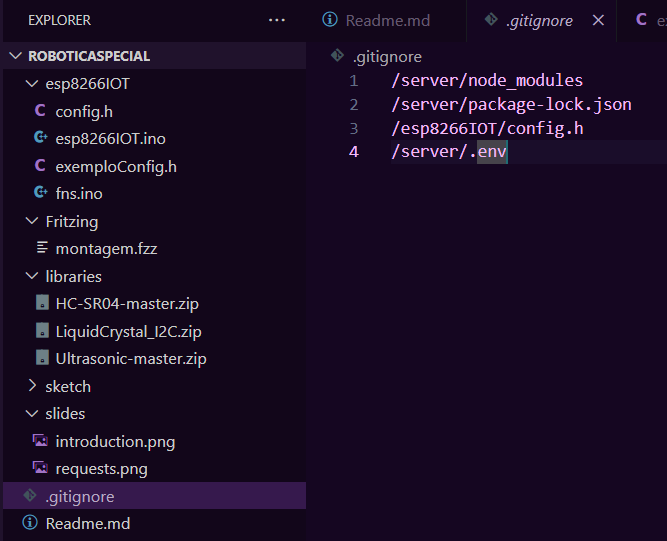 EXPLORER ···
ROBOTICASPECIAL
esp8266IOT
config.h
esp8266IOT.ino
exemploConfig.h
fns.ino
Fritzing
montagem.fzz
libraries
HC-SR04-master.zip
LiquidCrystal_I2C.zip
Ultrasonic-master.zip
sketch
slides
introduction.png
requests.png
.gitignore
Readme.md
Readme.md .gitignore C e
.gitignore
1 /server/node_modules
2 /server/package-lock.json
3 /esp8266IOT/config.h
4 /server/.env